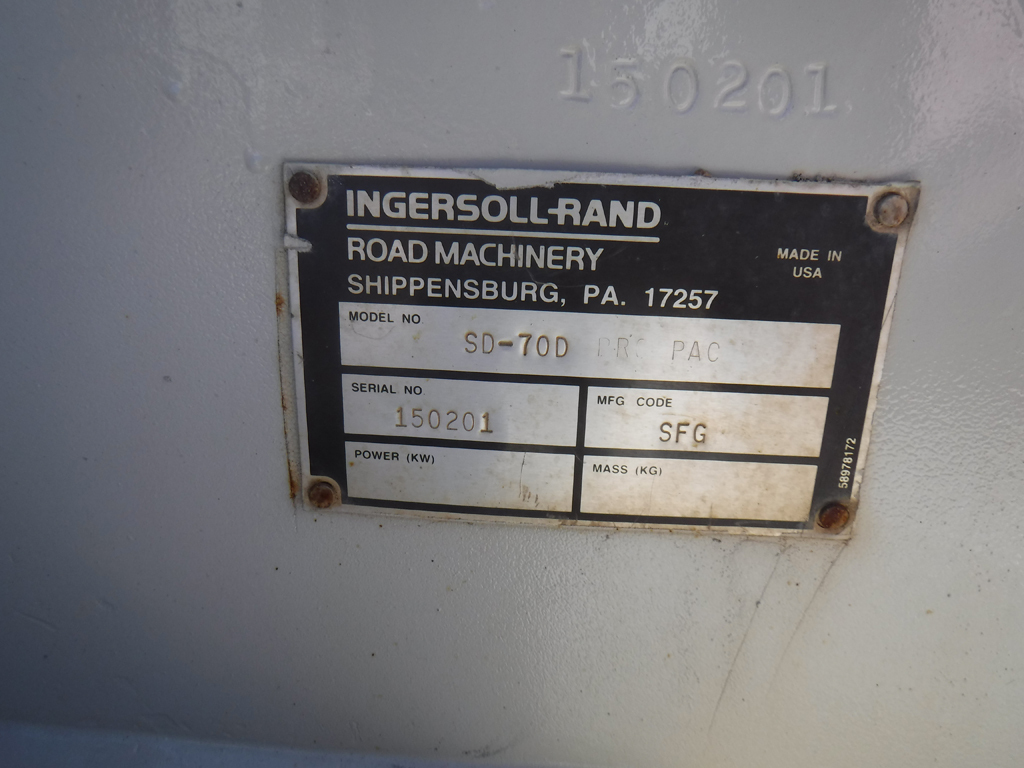 150201
INGERSOLL-RAND
ROAD MACHINERY
SHIPPENSBURG, PA. 17257
MADE IN
USA
MODEL NO.
SD-70D PRO PAC
SERIAL NO.
150201
MFG CODE
SFG
POWER (KW)
MASS (KG)
58978172